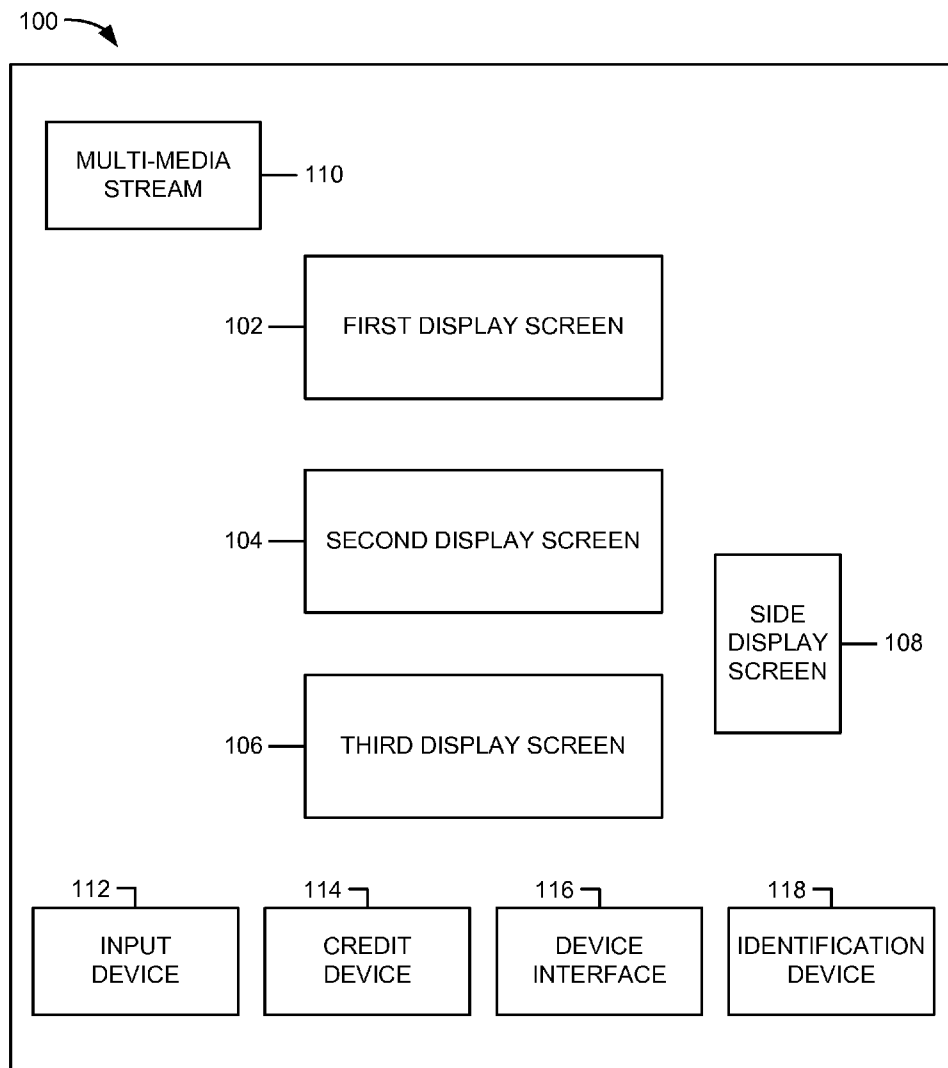 100
MULTI-MEDIA
STREAM
110
102
FIRST DISPLAY SCREEN
104
SECOND DISPLAY SCREEN
SIDE
DISPLAY
SCREEN
108
106
THIRD DISPLAY SCREEN
112
INPUT
DEVICE
114
CREDIT
DEVICE
116
DEVICE
INTERFACE
118
IDENTIFICATION
DEVICE